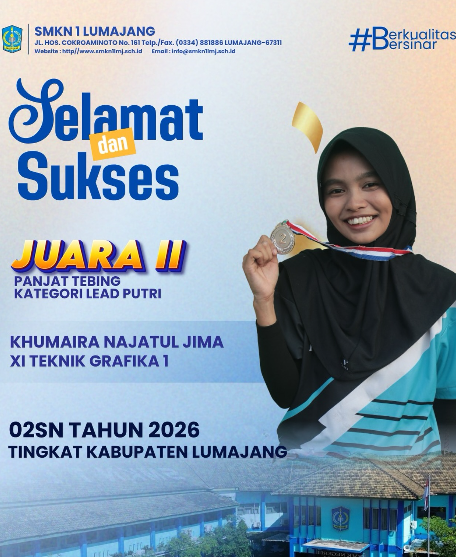 SMKN 1 LUMAJANG
JL. HOS. COKROAMINOTO No. 161 Telp./Fax. (0334) 881886 LUMAJANG-67311
Website : http//www.smkn1lmj.sch.id Email : info@smkn1lmj.sch.id
#Berkualitas
Bersinar
Selamat
dan
Sukses
JUARA II
PANJAT TEBING
KATEGORI LEAD PUTRI
KHUMAIRA NAJATUL JIMA
XI TEKNIK GRAFIKA 1
02SN TAHUN 2026
TINGKAT KABUPATEN LUMAJANG